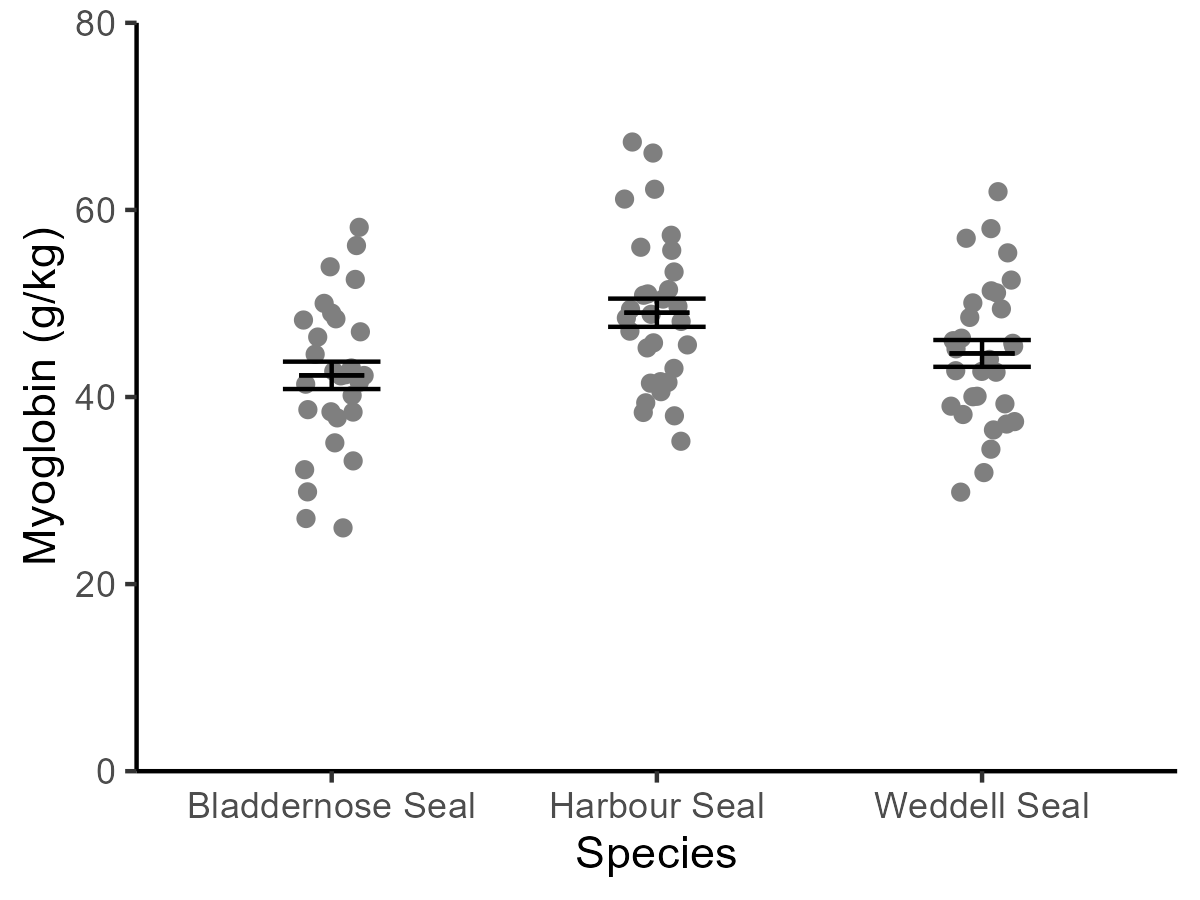 80
60
40
20
0
Myoglobin (g/kg)
Bladdernose Seal
Harbour Seal
Weddell Seal
Species